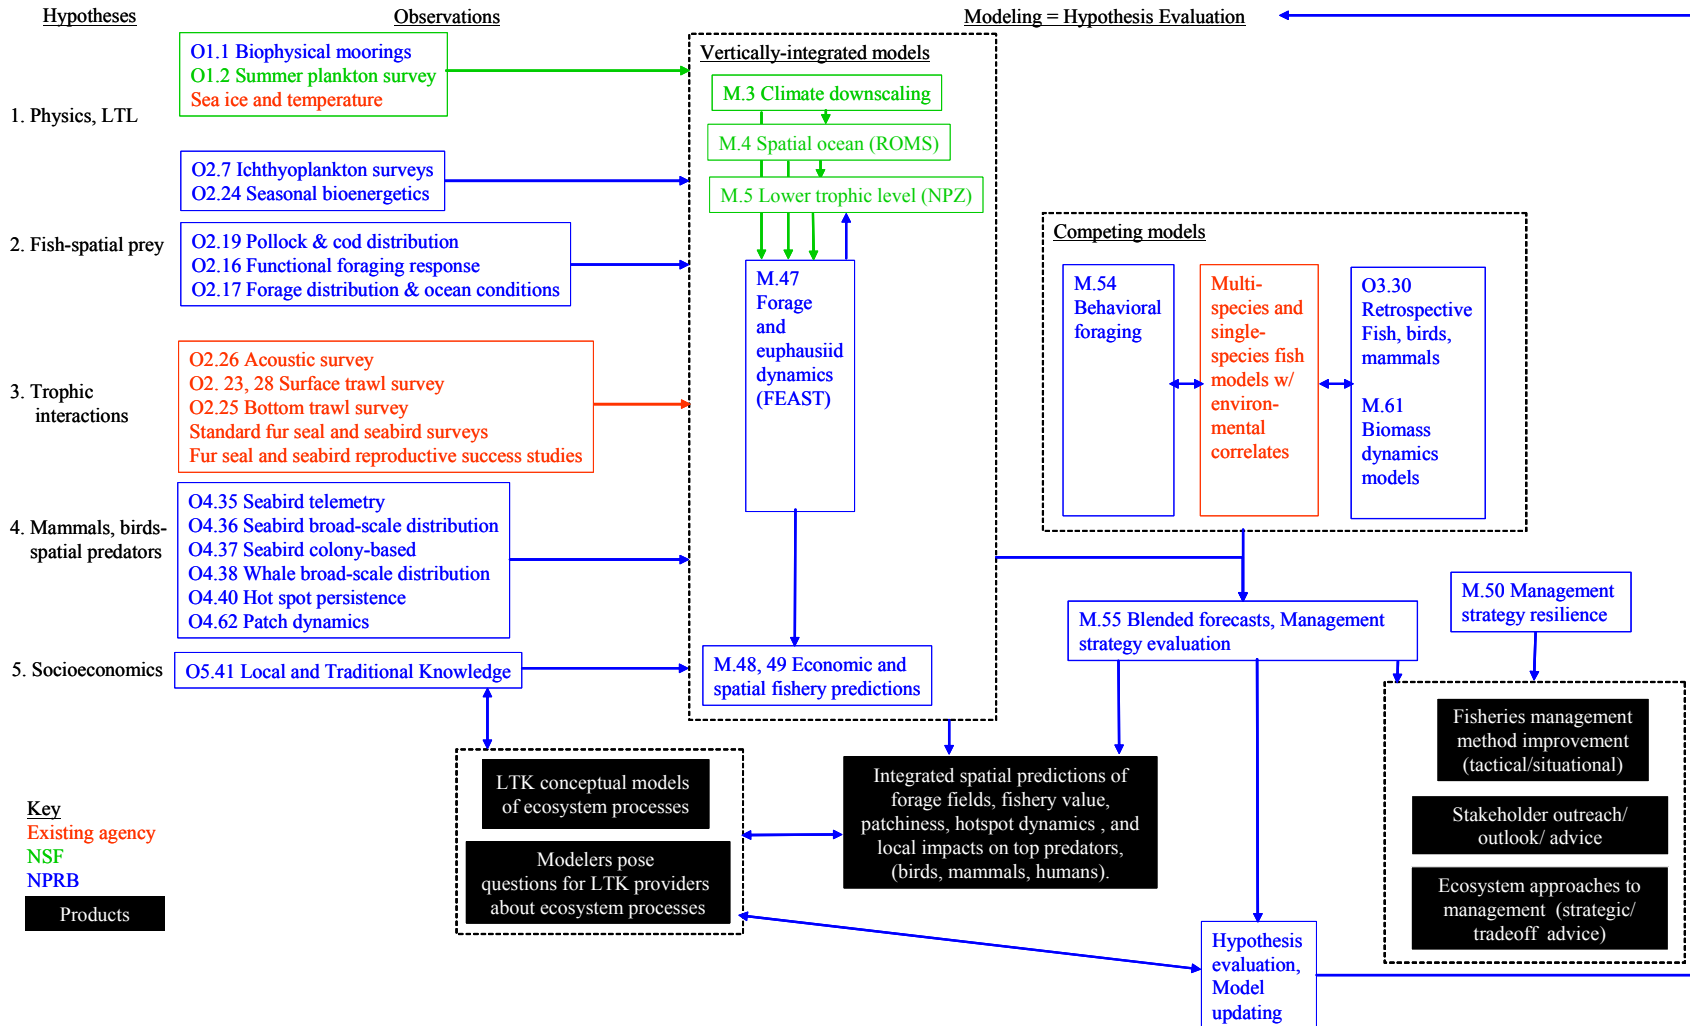 Hypotheses
Observations
Modeling = Hypothesis Evaluation
1. Physics, LTL
2. Fish-spatial prey
3. Trophic
interactions
4. Mammals, birds-
spatial predators
5. Socioeconomics
O1.1 Biophysical moorings
O1.2 Summer plankton survey
Sea ice and temperature
O2.7 Ichthyoplankton surveys
O2.24 Seasonal bioenergetics
O2.19 Pollock & cod distribution
O2.16 Functional foraging response
O2.17 Forage distribution & ocean conditions
O2.26 Acoustic survey
O2. 23, 28 Surface trawl survey
O2.25 Bottom trawl survey
Standard fur seal and seabird surveys
Fur seal and seabird reproductive success studies
O4.35 Seabird telemetry
O4.36 Seabird broad-scale distribution
O4.37 Seabird colony-based
O4.38 Whale broad-scale distribution
O4.40 Hot spot persistence
O4.62 Patch dynamics
O5.41 Local and Traditional Knowledge
Vertically-integrated models
M.3 Climate downscaling
M.4 Spatial ocean (ROMS)
M.5 Lower trophic level (NPZ)
M.47
Forage
and
euphausiid
dynamics
(FEAST)
M.48, 49 Economic and
spatial fishery predictions
Competing models
M.54
Behavioral
foraging
Multi-
species and
single-
species fish
models w/
environ-
mental
correlates
O3.30
Retrospective
Fish, birds,
mammals
M.61
Biomass
dynamics
models
M.55 Blended forecasts, Management
strategy evaluation
M.50 Management
strategy resilience
LTK conceptual models
of ecosystem processes
Modelers pose
questions for LTK providers
about ecosystem processes
Integrated spatial predictions of
forage fields, fishery value,
patchiness, hotspot dynamics , and
local impacts on top predators,
(birds, mammals, humans).
Fisheries management
method improvement
(tactical/situational)
Stakeholder outreach/
outlook/ advice
Ecosystem approaches to
management (strategic/
tradeoff advice)
Hypothesis
evaluation,
Model
updating
Key
Existing agency
NSF
NPRB
Products